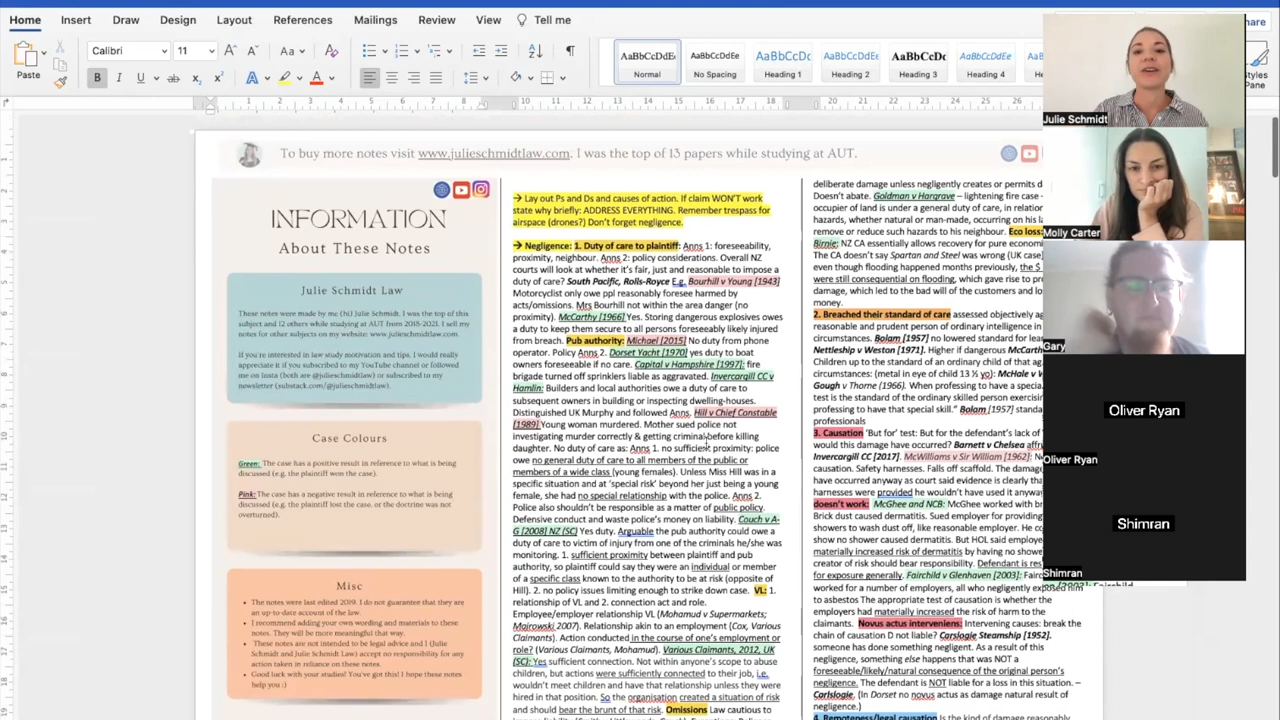 Home Insert Draw Design Layout References Mailings Review View Tell me
Share
Paste
Calibri
11
AaBbCcDdEe
Normal
AaBbCcDdEe
No Spacing
AaBbCcDd
Heading 1
AaBbCcDdEe
Heading 2
AaBbCcDd
Heading 3
AaBbCcDdEe
Heading 4
Styles
Pane
To buy more notes visit www.julieschmidtlaw.com. I was the top of 13 papers while studying at AUT.
INFORMATION
About These Notes
Julie Schmidt Law
These notes were made by me (hi) Julie Schmidt. I was the top of this
subject and 12 others while studying at AUT from 2018-2021. I sell my
notes for other subjects on my website: www.julieschmidtlaw.com.
If you're interested in law study motivation and tips, I would really
appreciate it if you subscribed to my YouTube channel or followed
me on Insta (both are @julieschmidtlaw) or subscribed to my
newsletter (substack.com/@julieschmidtlaw).
Case Colours
Green: The case has a positive result in reference to what is being
discussed (e.g. the plaintiff won the case).
Pink: The case has a negative result in reference to what is being
discussed (e.g. the plaintiff lost the case, or the doctrine was not
overturned).
Misc
• The notes were last edited 2019. I do not guarantee that they are
an up-to-date account of the law.
• I recommend adding your own wording and materials to these
notes. They will be more meaningful that way.
• These notes are not intended to be legal advice and I (Julie
Schmidt and Julie Schmidt Law) accept no responsibility for any
action taken in reliance on these notes.
• Good luck with your studies! You've got this! I hope these notes
help you :)
→ Lay out Ps and Ds and causes of action. If claim WON'T work
state why briefly: ADDRESS EVERYTHING. Remember trespass for
airspace (drones?) Don't forget negligence.
→ Negligence: 1. Duty of care to plaintiff: Anns 1: foreseeability,
proximity, neighbour. Anns 2: policy considerations. Overall NZ
courts will look at whether it's fair, just and reasonable to impose a
duty of care? South Pacific, Rolls-Royce E.g. Bourhill v Young [1943]
Motorcyclist only owe ppl reasonably foresee harmed by
acts/omissions. Mrs Bourhill not within the area danger (no
proximity). McCarthy [1966] Yes. Storing dangerous explosives owes
a duty to keep them secure to all persons foreseeably likely injured
from breach. Pub authority: Michael [2015] No duty from phone
operator. Policy Anns 2. Dorset Yacht [1970] yes duty to boat
owners foreseeable if no care. Capital v Hampshire [1997]: fire
brigade turned off sprinklers liable as aggravated. Invercargill CC v
Hamlin: Builders and local authorities owe a duty of care to
subsequent owners in building or inspecting dwelling-houses.
Distinguished UK Murphy and followed Anns. Hill v Chief Constable
[1989] Young woman murdered. Mother sued police not
investigating murder correctly & getting criminal before killing
daughter. No duty of care as: Anns 1. no sufficient proximity: police
owe no general duty of care to all members of the public or
members of a wide class (young females). Unless Miss Hill was in a
specific situation and at 'special risk' beyond her just being a young
female, she had no special relationship with the police. Anns 2.
Police also shouldn't be responsible as a matter of public policy.
Defensive conduct and waste police's money on liability. Couch v A-
G [2008] NZ [SC] Yes duty. Arguable the pub authority could owe a
duty of care to victim of injury from one of the criminals he/she was
monitoring. 1. sufficient proximity between plaintiff and pub
authority, so plaintiff could say they were an individual or member
of a specific class known to the authority to be at risk (opposite of
Hill). 2. no policy issues limiting enough to strike down case. VL: 1.
relationship of VL and 2. connection act and role.
Employee/employer relationship VL (Mohamud v Supermarkets;
Majrowski 2007). Relationship akin to an employment (Cox, Various
Claimants). Action conducted in the course of one's employment or
role? (Various Claimants, Mohamud). Various Claimants, 2012, UK
(SC): Yes sufficient connection. Not within anyone's scope to abuse
children, but actions were sufficiently connected to their job, i.e.
wouldn't meet children and have that relationship unless they were
hired in that position. So the organisation created a situation of risk
and should bear the brunt of that risk. Omissions Law cautious to
deliberate damage unless negligently creates or permits d
Doesn't abate. Goldman v Hargrave – lightening fire case –
occupier of land is under a general duty of care, in relation
hazards, whether natural or man-made, occurring on his la
remove or reduce such hazards to his neighbour. Eco loss:
Birnie: NZ CA essentially allows recovery for pure econom
The CA doesn't say Spartan and Steel was wrong (UK case)
even though flooding happened months previously, the $
were still consequential on flooding, which gave rise to pr
damage, which led to the bad will of the customers and lo
money.
2. Breached their standard of care assessed objectively ag
reasonable and prudent person of ordinary intelligence in
circumstances. Bolam [1957] no lowered standard for lear
Nettleship v Weston [1971]. Higher if dangerous McCarth
Children up to the standard of an ordinary child of that ag
circumstances: (metal in eye of child 13 ½ yo): McHale v W
Gough v Thorne (1966). When professing to have a specia
test is the standard of the ordinary skilled person exercisin
professing to have that special skill." Bolam [1957] standa
professionals
3. Causation 'But for' test: But for the defendant's lack of
would this damage have occurred? Barnett v Chelsea affir
Invercargill CC [2017]. McWilliams v Sir William [1962]: No
causation. Safety harnesses. Falls off scaffold. The damage
have occurred anyway as court said evidence is clearly tha
harnesses were provided he wouldn't have used it anyway
doesn't work: McGhee and NCB: McGhee worked with br
Brick dust caused dermatitis. Sued employer for providing
showers to wash dust off, like reasonable employer. Count
show no shower caused dermatitis. But HOL said employe
materially increased risk of dermatitis by having no showe
creator of risk should bear responsibility. Defendant is res
for exposure generally. Fairchild v Glenhaven [2003]: Faird
worked for a number of employers, all who negligently exposed him
to asbestos The appropriate test of causation is whether the
employers had materially increased the risk of harm to the
claimants. Novus actus interveniens: Intervening causes: break the
chain of causation D not liable? Carslogie Steamship [1952].
someone has done something negligent. As a result of this
negligence, something else happens that was NOT a
foreseeable/likely/natural consequence of the original person's
negligence. The defendant is NOT liable for a loss in this situation. –
Carlslogie, (In Dorset no novus actus as damage natural result of
negligence.)
4. Remoteness/legal causation Is the kind of damage reasonably
Julie Schmidt
Molly Carter
Gary
Oliver Ryan
Oliver Ryan
Shimran
Shimran